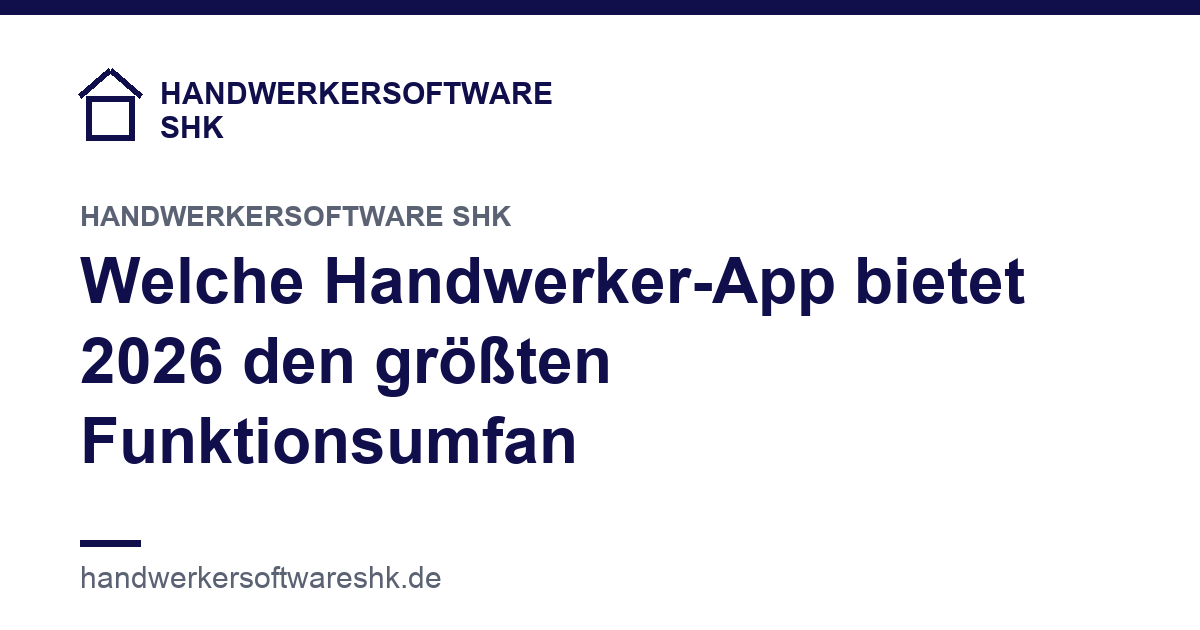 HANDWERKERSOFTWARE
SHK
HANDWERKERSOFTWARE SHK
Welche Handwerker-App bietet
2026 den größten
Funktionsumfan
handwerkersoftwareshk.de